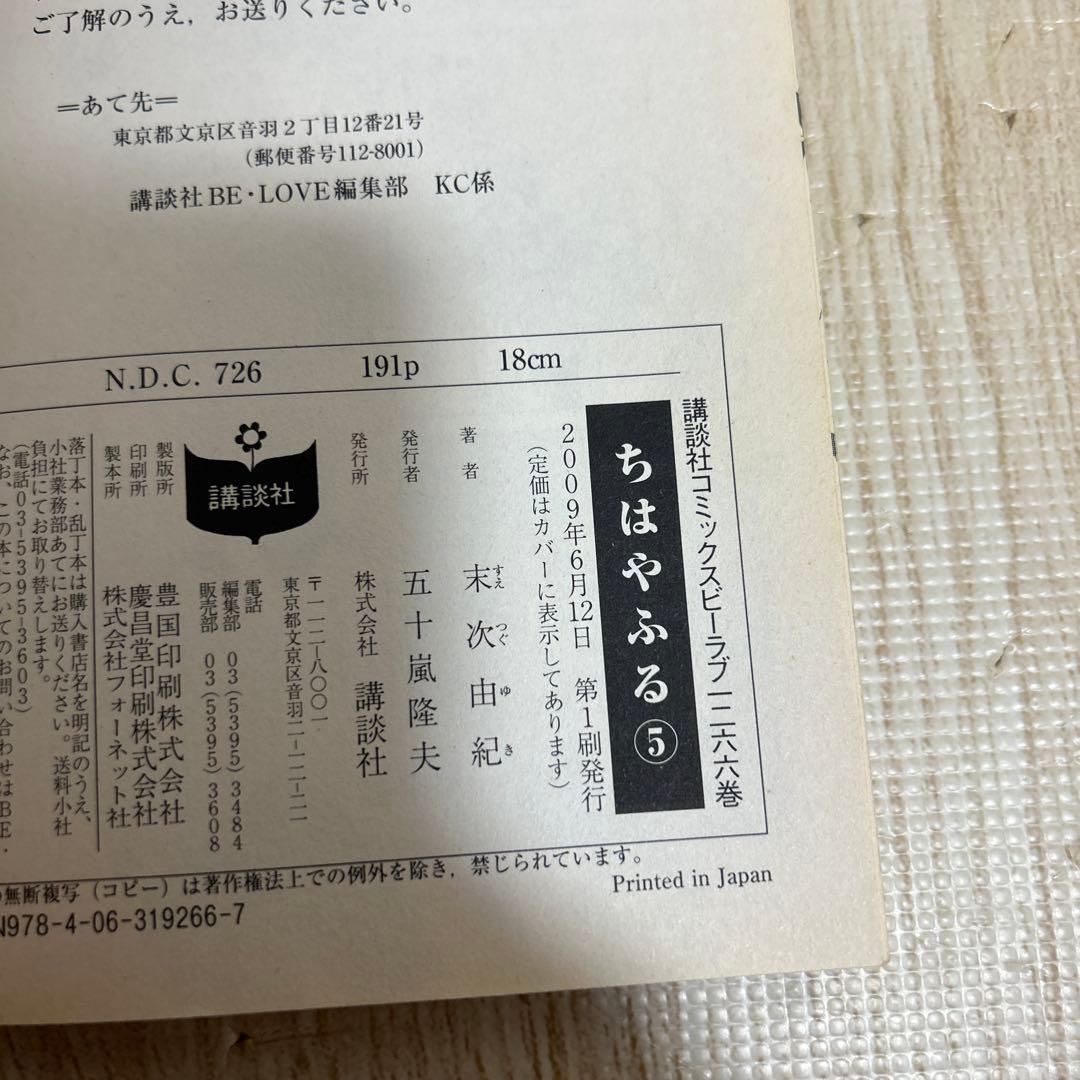 ご了解のうえ，お送りください。
＝あて先＝
東京都文京区音羽２丁目12番21号
（郵便番号112-8001）
講談社 BE・LOVE編集部　KC係
N.D.C. 726　191p　18cm
講談社コミックスビーラブ一二六六巻
ちはやふる⑤
2009年6月12日　第1刷発行
（定価はカバーに表示してあります）
著者　末次由紀
すえ つぐ ゆ き
発行者　五十嵐隆夫
発行所　株式会社 講談社
〒一一二-八〇〇一
東京都文京区音羽二-一二-二一
電話
編集部 03（5395）3484
販売部 03（5395）3608
講談社
製版所　豊国印刷株式会社
印刷所　慶昌堂印刷株式会社
製本所　株式会社フォーネット社
落丁本・乱丁本は購入書店名を明記のうえ、
小社業務部あてにお送りください。送料小社
負担にてお取り替えします。
（電話03-5395-3603）
なお、この本についてのお問い合わせはBE・
の無断複写（コピー）は著作権法上での例外を除き，禁じられています。
N978-4-06-319266-7
Printed in Japan